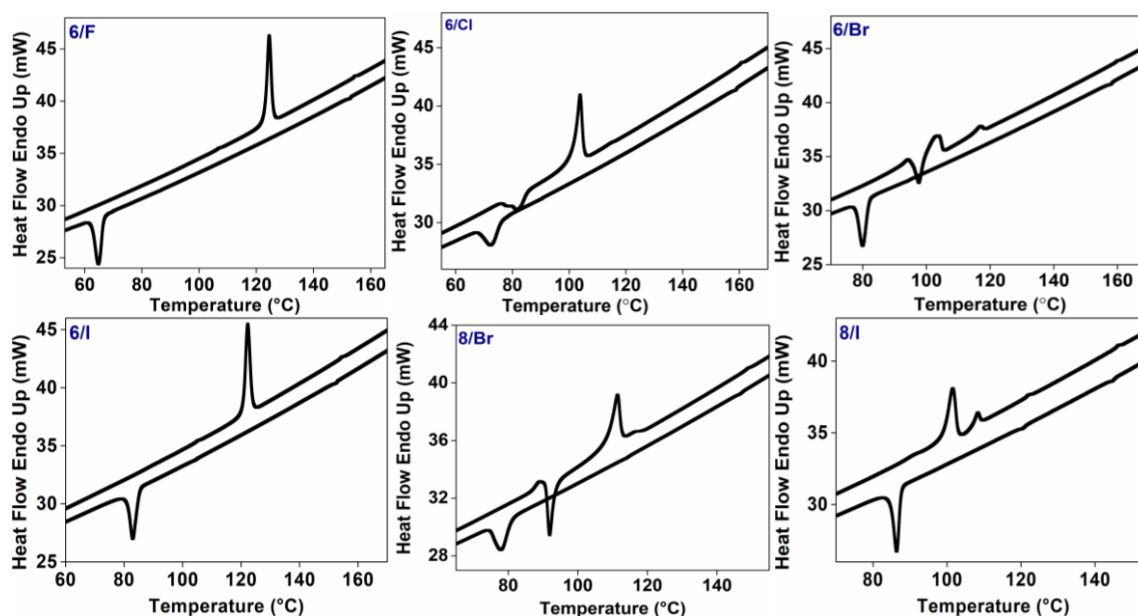 6/F
Heat Flow Endo Up (mW)
45
40
35
30
25
60 80 100 120 140 160
Temperature (°C)
6/Cl
Heat Flow Endo Up (mW)
45
40
35
30
60 80 100 120 140 160
Temperature (°C)
6/Br
Heat Flow Endo Up (mW)
45
40
35
30
25
80 100 120 140 160
Temperature (°C)
6/I
Heat Flow Endo Up (mW)
45
40
35
30
25
60 80 100 120 140 160
Temperature (°C)
8/Br
Heat Flow Endo Up (mW)
44
40
36
32
28
80 100 120 140
Temperature (°C)
8/I
Heat Flow Endo Up (mW)
40
35
30
80 100 120 140
Temperature (°C)